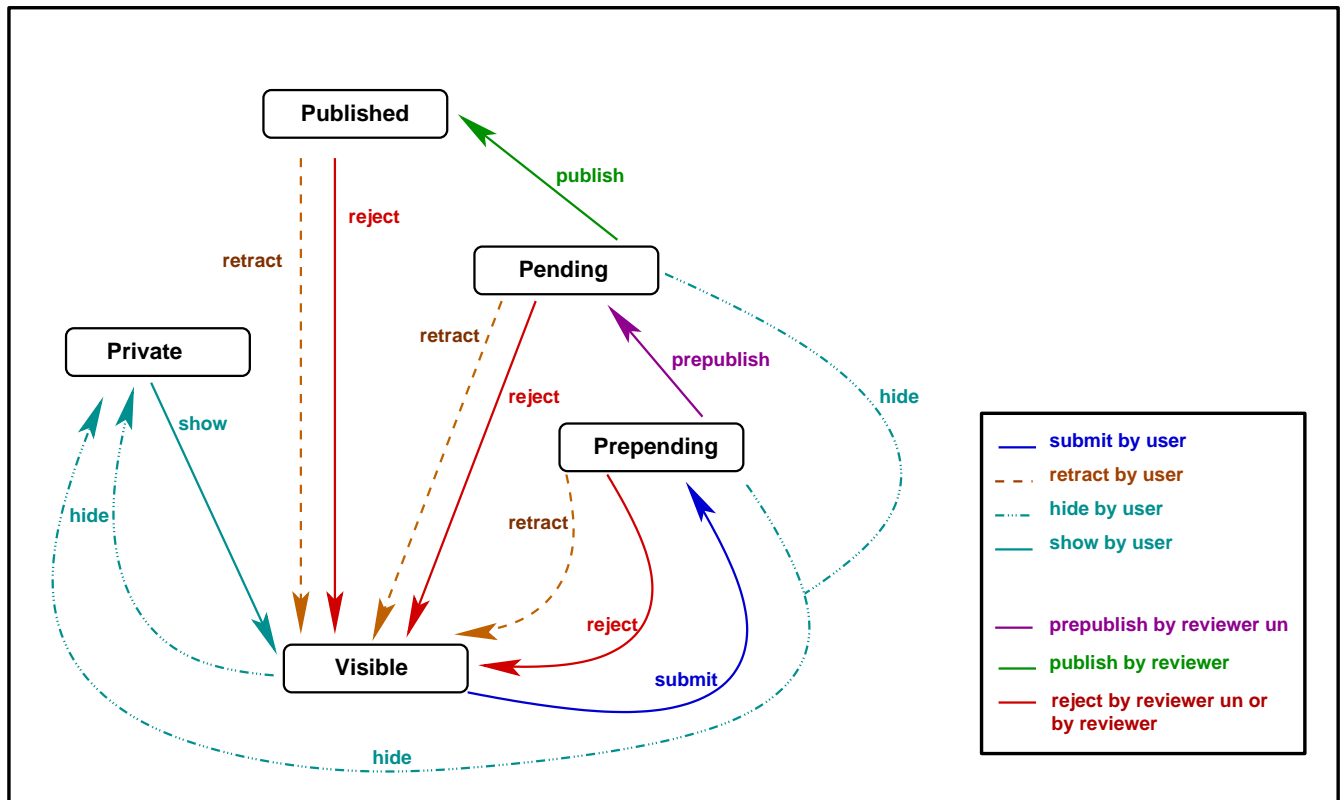 Published
publish
reject
retract
Pending
retract
Private
prepublish
reject
hide
show
Prepending
hide
retract
reject
Visible
submit
hide
submit by user
retract by user
hide by user
show by user
prepublish by reviewer un
publish by reviewer
reject by reviewer un or
by reviewer